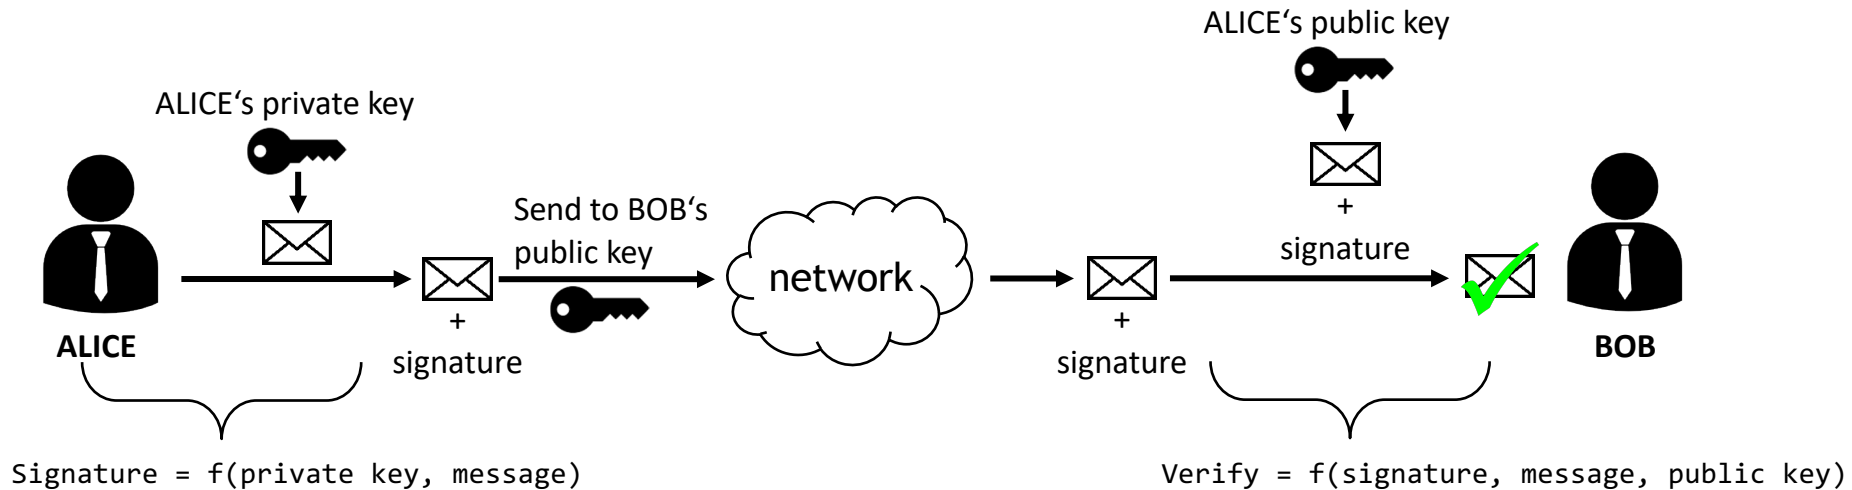 ALICE‘s public key
ALICE‘s private key
Send to BOB‘s
public key
+
signature
network
+
signature
+
signature
ALICE
BOB
Signature = f(private key, message)
Verify = f(signature, message, public key)